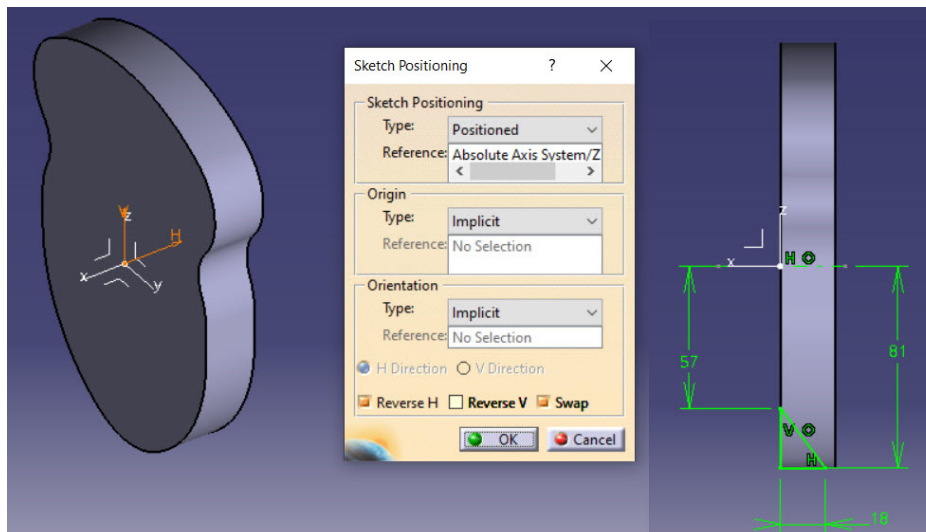 Sketch Positioning ?
Sketch Positioning
Type: Positioned
Reference: Absolute Axis System/Z
Origin
Type: Implicit
Reference: No Selection
Orientation
Type: Implicit
Reference: No Selection
H Direction V Direction
Reverse H Reverse V Swap
OK Cancel
V
z
H
x
y
z
x
H
57
81
V
H
18